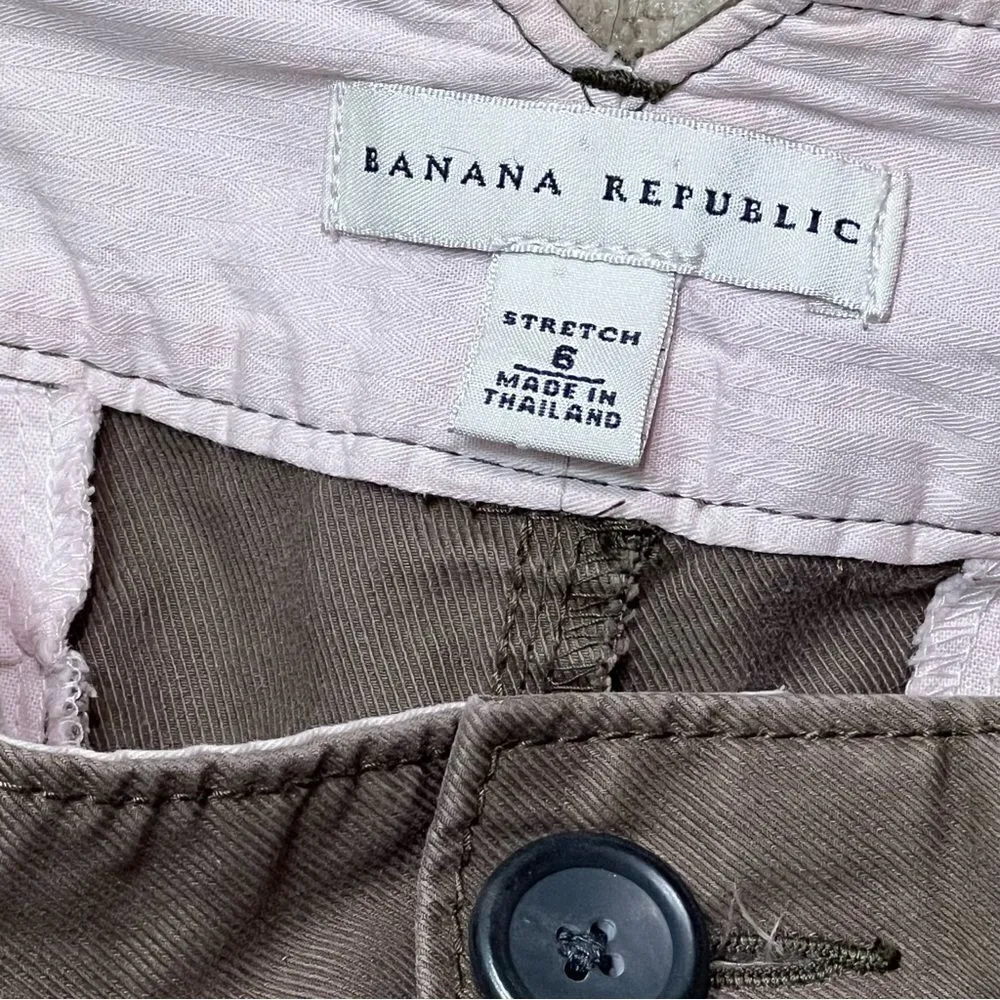 BANANA REPUBLIC
STRETCH
6
MADE IN
THAILAND